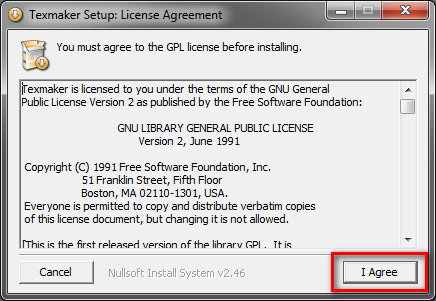 Texmaker Setup: License Agreement
You must agree to the GPL license before installing.
Texmaker is licensed to you under the terms of the GNU General
Public License Version 2 as published by the Free Software Foundation:
GNU LIBRARY GENERAL PUBLIC LICENSE
Version 2, June 1991
Copyright (C) 1991 Free Software Foundation, Inc.
51 Franklin Street, Fifth Floor
Boston, MA 02110-1301, USA.
Everyone is permitted to copy and distribute verbatim copies
of this license document, but changing it is not allowed.
[This is the first released version of the library GPL.  It is
Cancel
Nullsoft Install System v2.46
I Agree